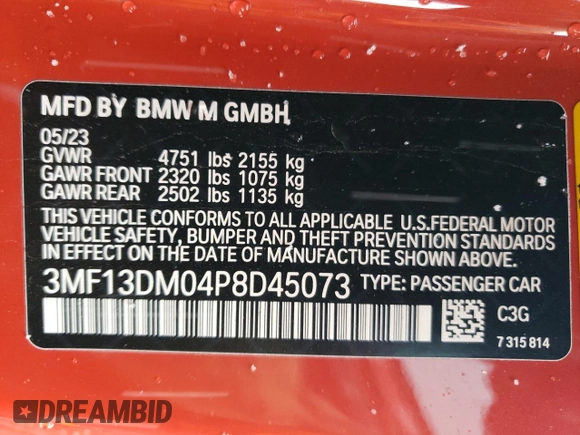 MFD BY BMW M GMBH
05/23
GVWR 4751 lbs 2155 kg
GAWR FRONT 2320 lbs 1075 kg
GAWR REAR 2502 lbs 1135 kg
THIS VEHICLE CONFORMS TO ALL APPLICABLE U.S.FEDERAL MOTOR
VEHICLE SAFETY, BUMPER AND THEFT PREVENTION STANDARDS
IN EFFECT ON THE DATE OF MANUFACTURE SHOWN ABOVE.
3MF13DM04P8D45073 TYPE: PASSENGER CAR
C3G
7 315 814
DREAMBID